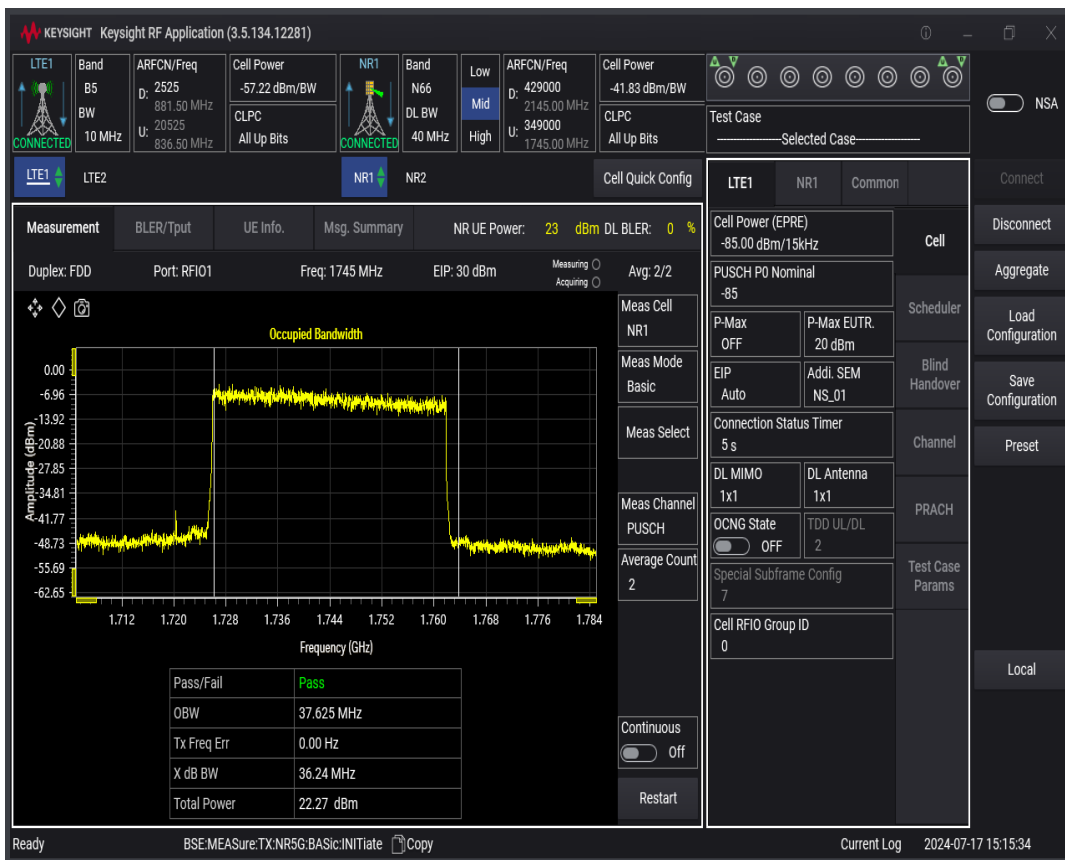 KEYSIGHT Keysight RF Application (3.5.134.12281)
LTE1 Band B5 BW 10 MHz
ARFCN/Freq D: 2525 881.50 MHz U: 20525 836.50 MHz
Cell Power -57.22 dBm/BW
CLPC All Up Bits
CONNECTED
NR1 Band N66 DL BW 40 MHz
Low Mid High
ARFCN/Freq D: 429000 2145.00 MHz U: 349000 1745.00 MHz
Cell Power -41.83 dBm/BW
CLPC All Up Bits
CONNECTED
Test Case
Selected Case
NSA
LTE1 LTE2 NR1 NR2 Cell Quick Config
Measurement BLER/Tput UE Info. Msg. Summary NR UE Power: 23 dBm DL BLER: 0 %
Duplex: FDD Port: RFIO1 Freq: 1745 MHz EIP: 30 dBm Measuring Acquiring Avg: 2/2
Occupied Bandwidth
Amplitude (dBm)
0.00
-6.96
-13.92
-20.88
-27.85
-34.81
-41.77
-48.73
-55.69
-62.65
1.712 1.720 1.728 1.736 1.744 1.752 1.760 1.768 1.776 1.784
Frequency (GHz)
Pass/Fail Pass
OBW 37.625 MHz
Tx Freq Err 0.00 Hz
X dB BW 36.24 MHz
Total Power 22.27 dBm
Meas Cell
NR1
Meas Mode
Basic
Meas Select
Meas Channel
PUSCH
Average Count
2
Continuous
Off
Restart
LTE1 NR1 Common
Cell Power (EPRE)
-85.00 dBm/15kHz
PUSCH P0 Nominal
-85
P-Max P-Max EUTR.
OFF 20 dBm
EIP Addi. SEM
Auto NS_01
Connection Status Timer
5 s
DL MIMO DL Antenna
1x1 1x1
OCNG State TDD UL/DL
OFF 2
Special Subframe Config
7
Cell RFIO Group ID
0
Cell
Scheduler
Blind
Handover
Channel
PRACH
Test Case
Params
Connect
Disconnect
Aggregate
Load
Configuration
Save
Configuration
Preset
Local
Ready BSE:MEASure:TX:NR5G:BASic:INITiate Copy Current Log 2024-07-17 15:15:34